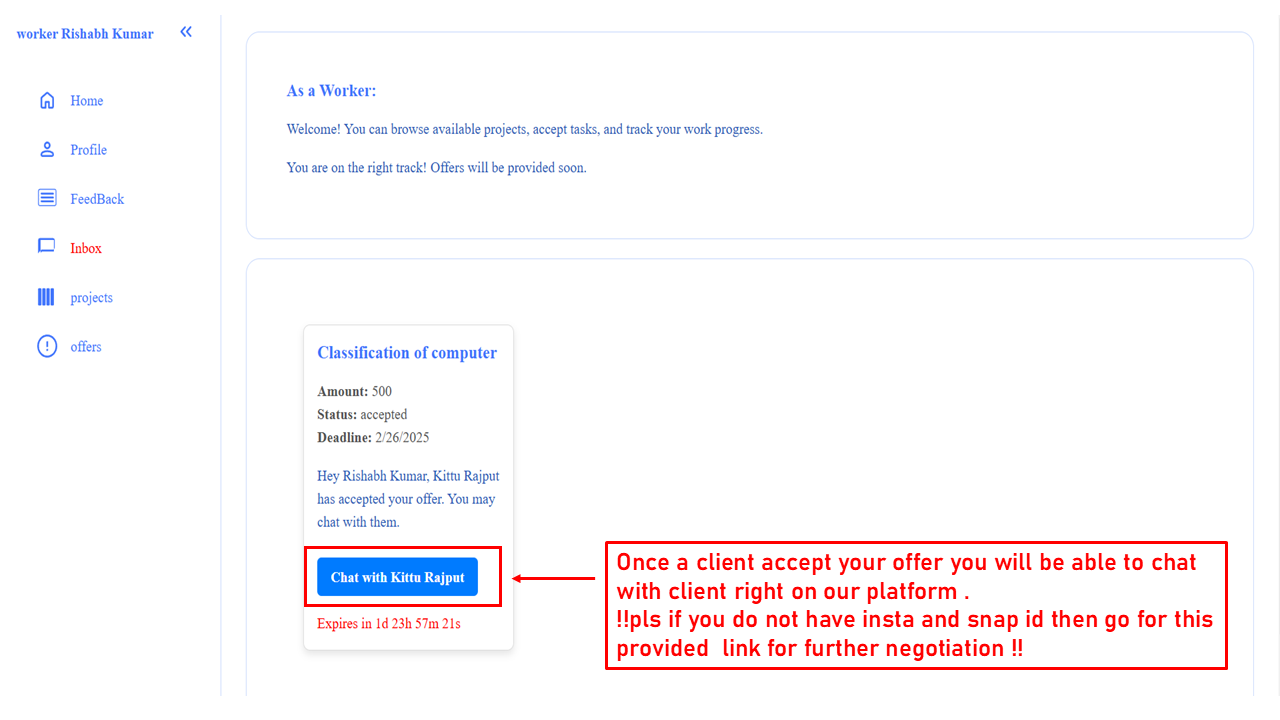 worker Rishabh Kumar
Home
Profile
FeedBack
Inbox
projects
offers
As a Worker:
Welcome! You can browse available projects, accept tasks, and track your work progress.
You are on the right track! Offers will be provided soon.
Classification of computer
Amount: 500
Status: accepted
Deadline: 2/26/2025
Hey Rishabh Kumar, Kittu Rajput
has accepted your offer. You may
chat with them.
Chat with Kittu Rajput
Expires in 1d 23h 57m 21s
Once a client accept your offer you will be able to chat
with client right on our platform .
!!pls if you do not have insta and snap id then go for this
provided  link for further negotiation !!